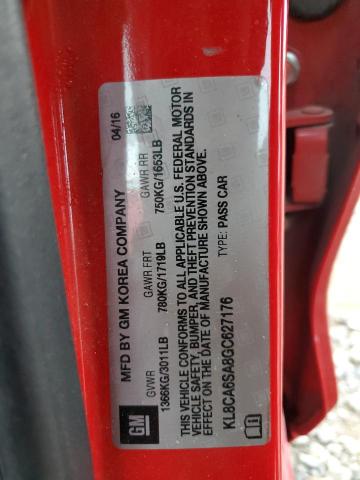 MFD BY GM KOREA COMPANY
04/16
GVWR
GAWR FRT
GAWR RR
1366KG/3011LB
780KG/1719LB
750KG/1653LB
THIS VEHICLE CONFORMS TO ALL APPLICABLE U.S. FEDERAL MOTOR
VEHICLE SAFETY, BUMPER, AND THEFT PREVENTION STANDARDS IN
EFFECT ON THE DATE OF MANUFACTURE SHOWN ABOVE.
KL8CA6SA8GC627176
TYPE: PASS CAR
GM